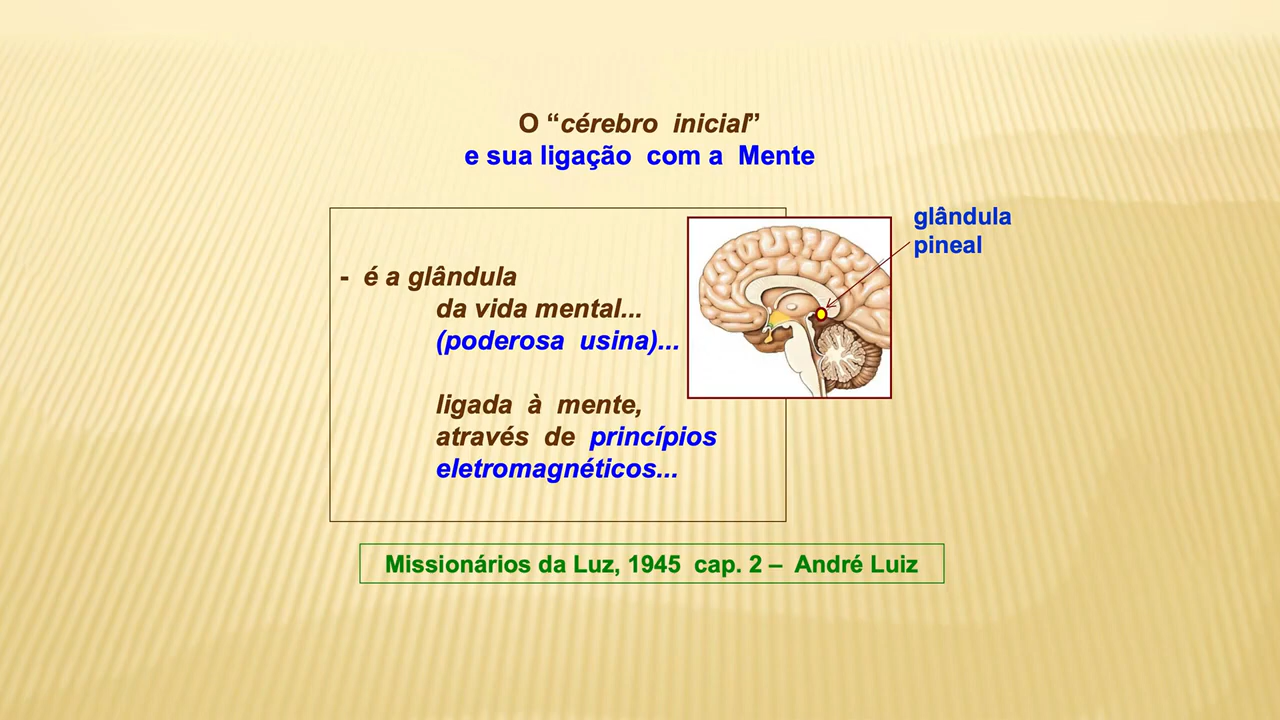 O “cérebro inicial”
e sua ligação com a Mente
glândula
pineal
- é a glândula
da vida mental...
(poderosa usina)...
ligada à mente,
através de princípios
eletromagnéticos...
Missionários da Luz, 1945 cap. 2 – André Luiz